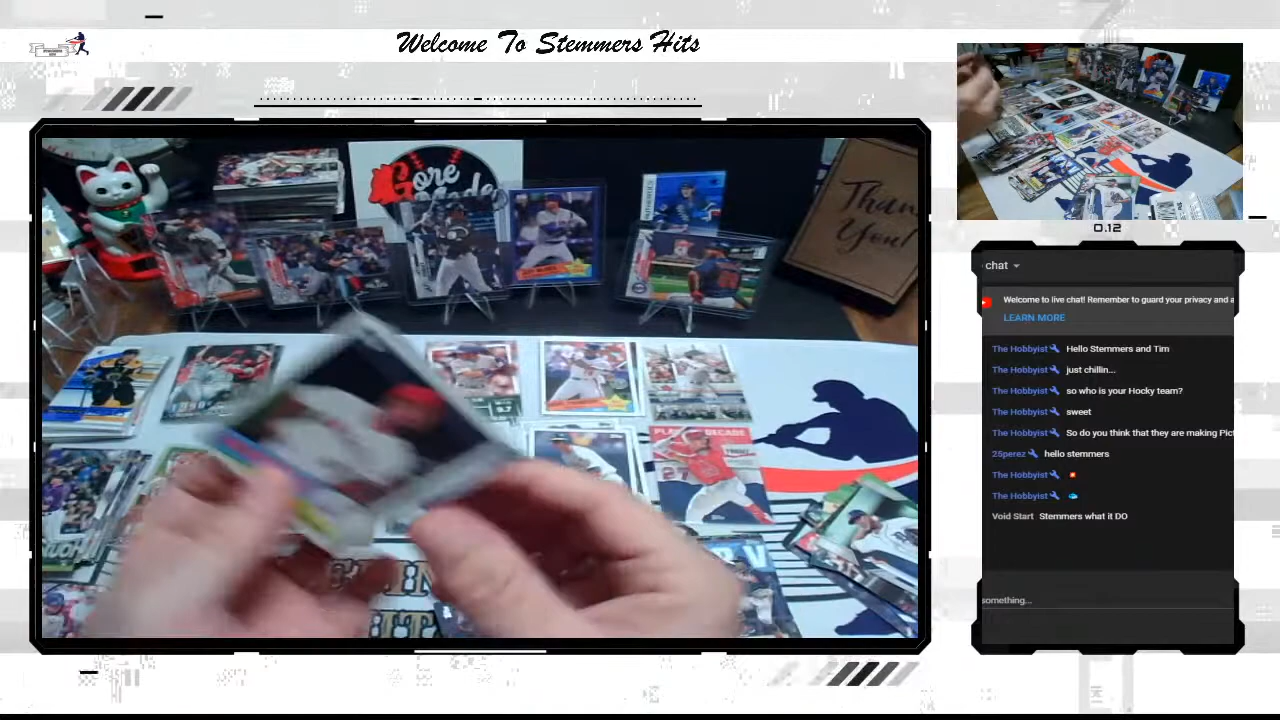 Welcome To Stemmers Hits
Gore
Thank
You!
0.12
chat
Welcome to live chat! Remember to guard your privacy and a
LEARN MORE
The Hobbyist Hello Stemmers and Tim
The Hobbyist just chillin...
The Hobbyist so who is your Hocky team?
The Hobbyist sweet
The Hobbyist So do you think that they are making Pict
25perez hello stemmers
The Hobbyist
The Hobbyist
Void Start Stemmers what it DO
something...
DECADE
27